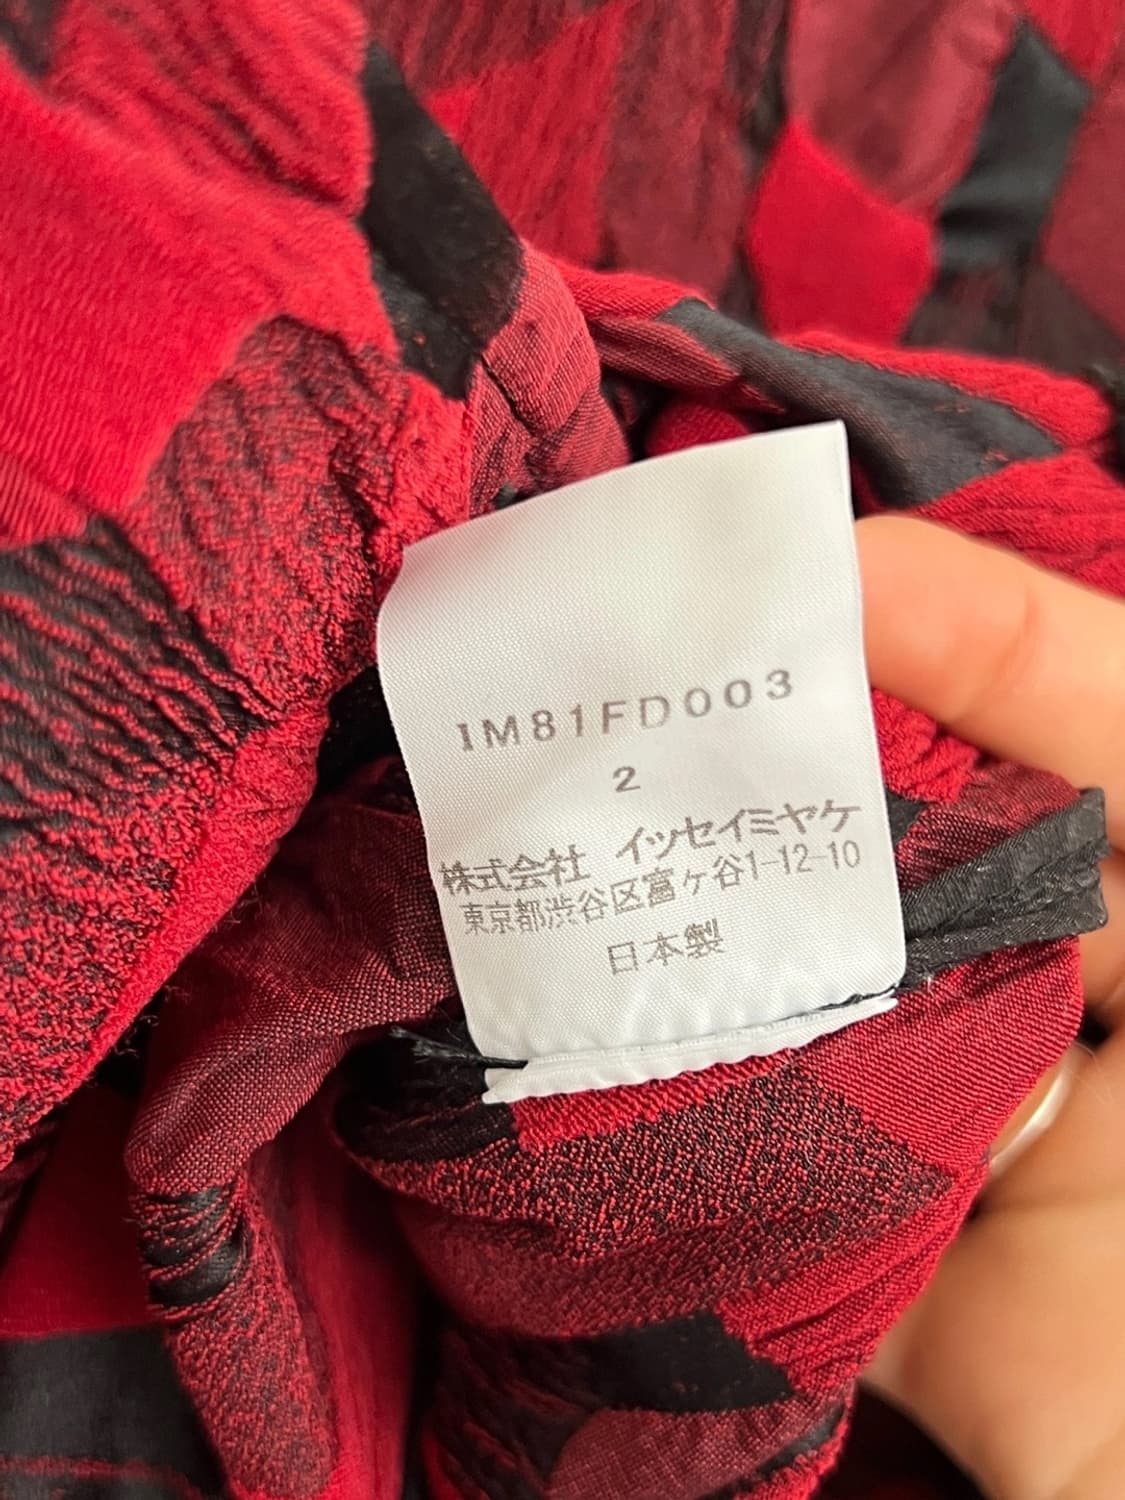 IM81FD003
2
株式会社 イッセイミヤケ
東京都渋谷区富ヶ谷1-12-10
日本製